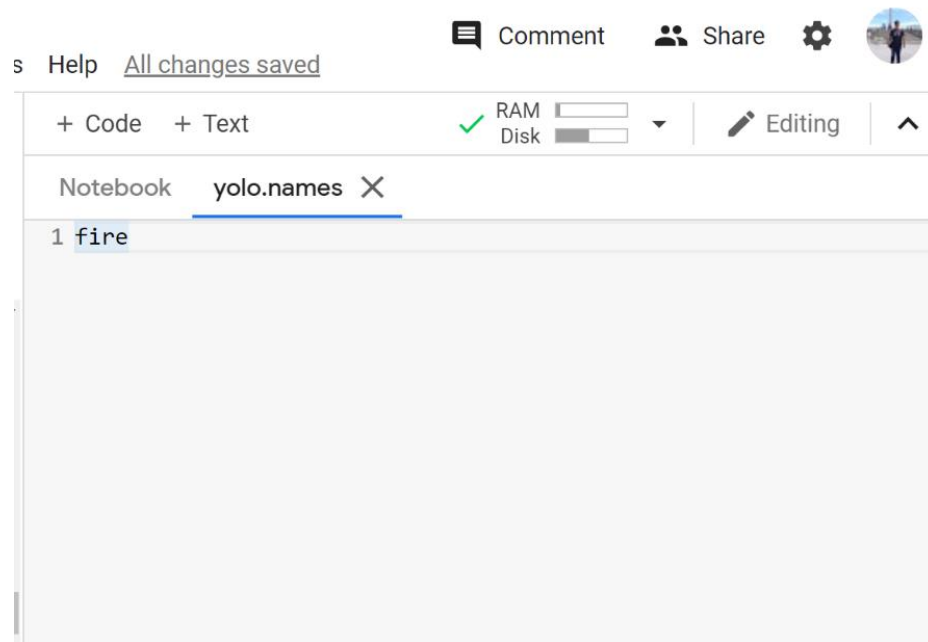 Comment Share
s Help All changes saved
+ Code + Text RAM Editing
Disk
Notebook yolo.names
1 fire